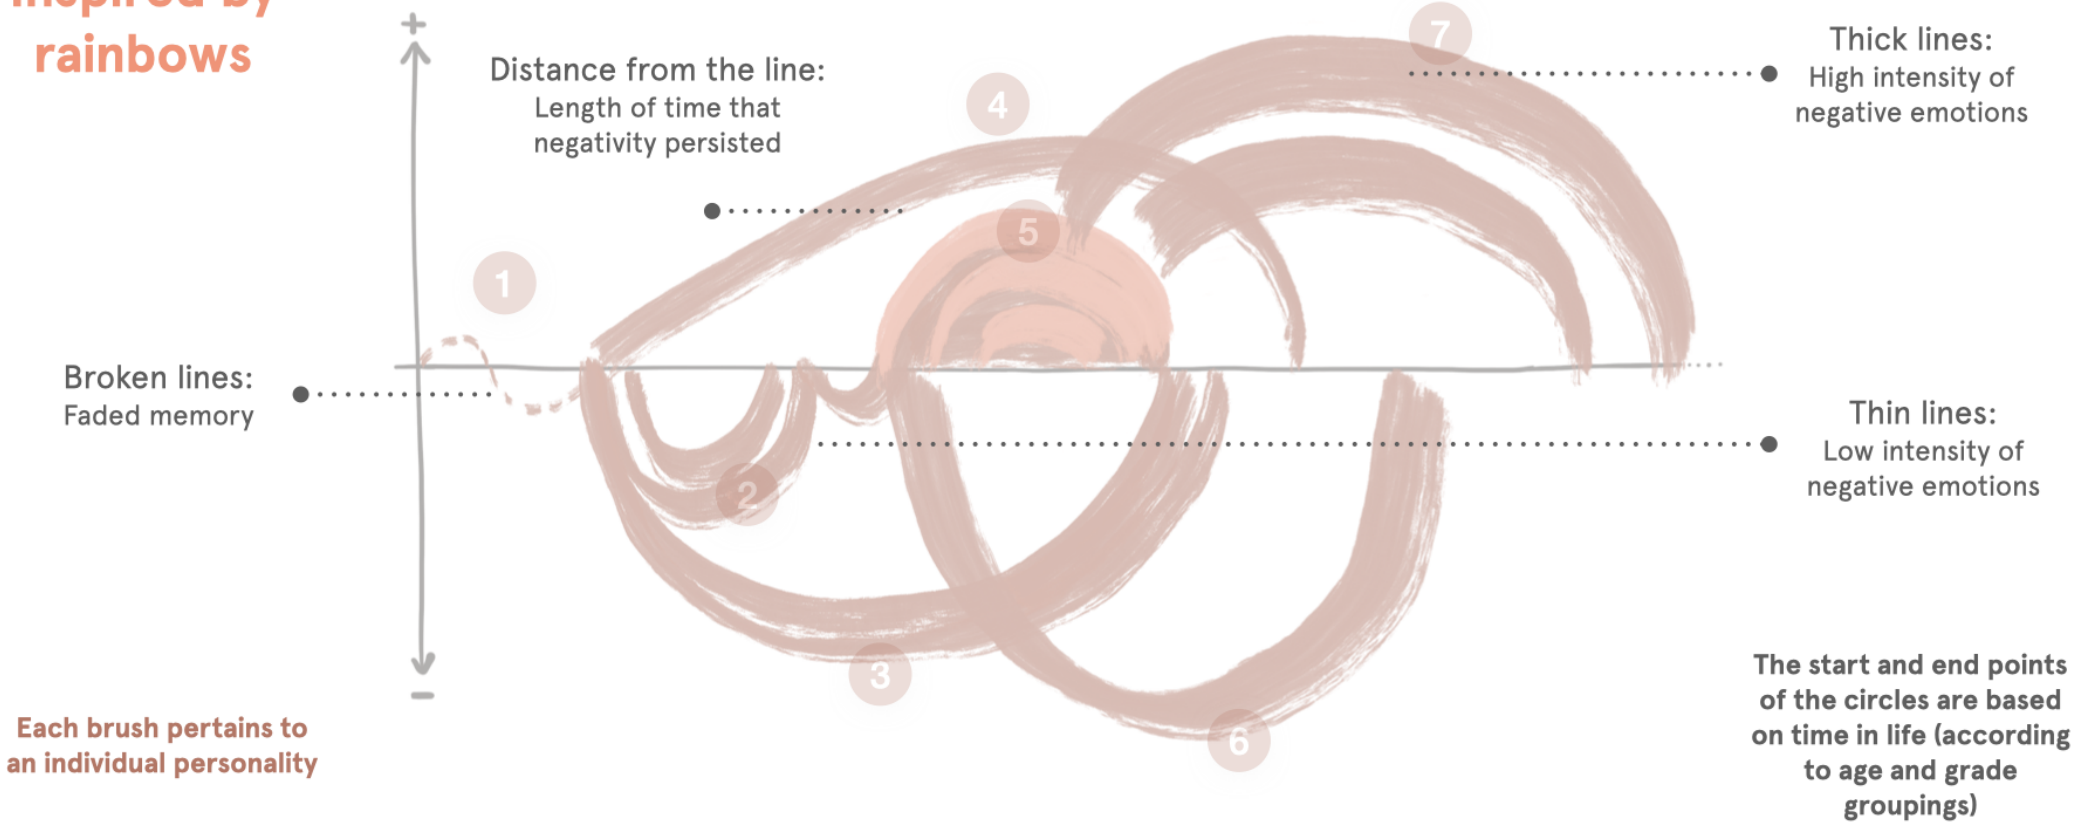 inspired by
rainbows
+
Distance from the line:
Length of time that
negativity persisted
7
Thick lines:
High intensity of
negative emotions
4
5
1
Broken lines:
Faded memory
Thin lines:
Low intensity of
negative emotions
2
3
6
–
Each brush pertains to
an individual personality
The start and end points
of the circles are based
on time in life (according
to age and grade
groupings)